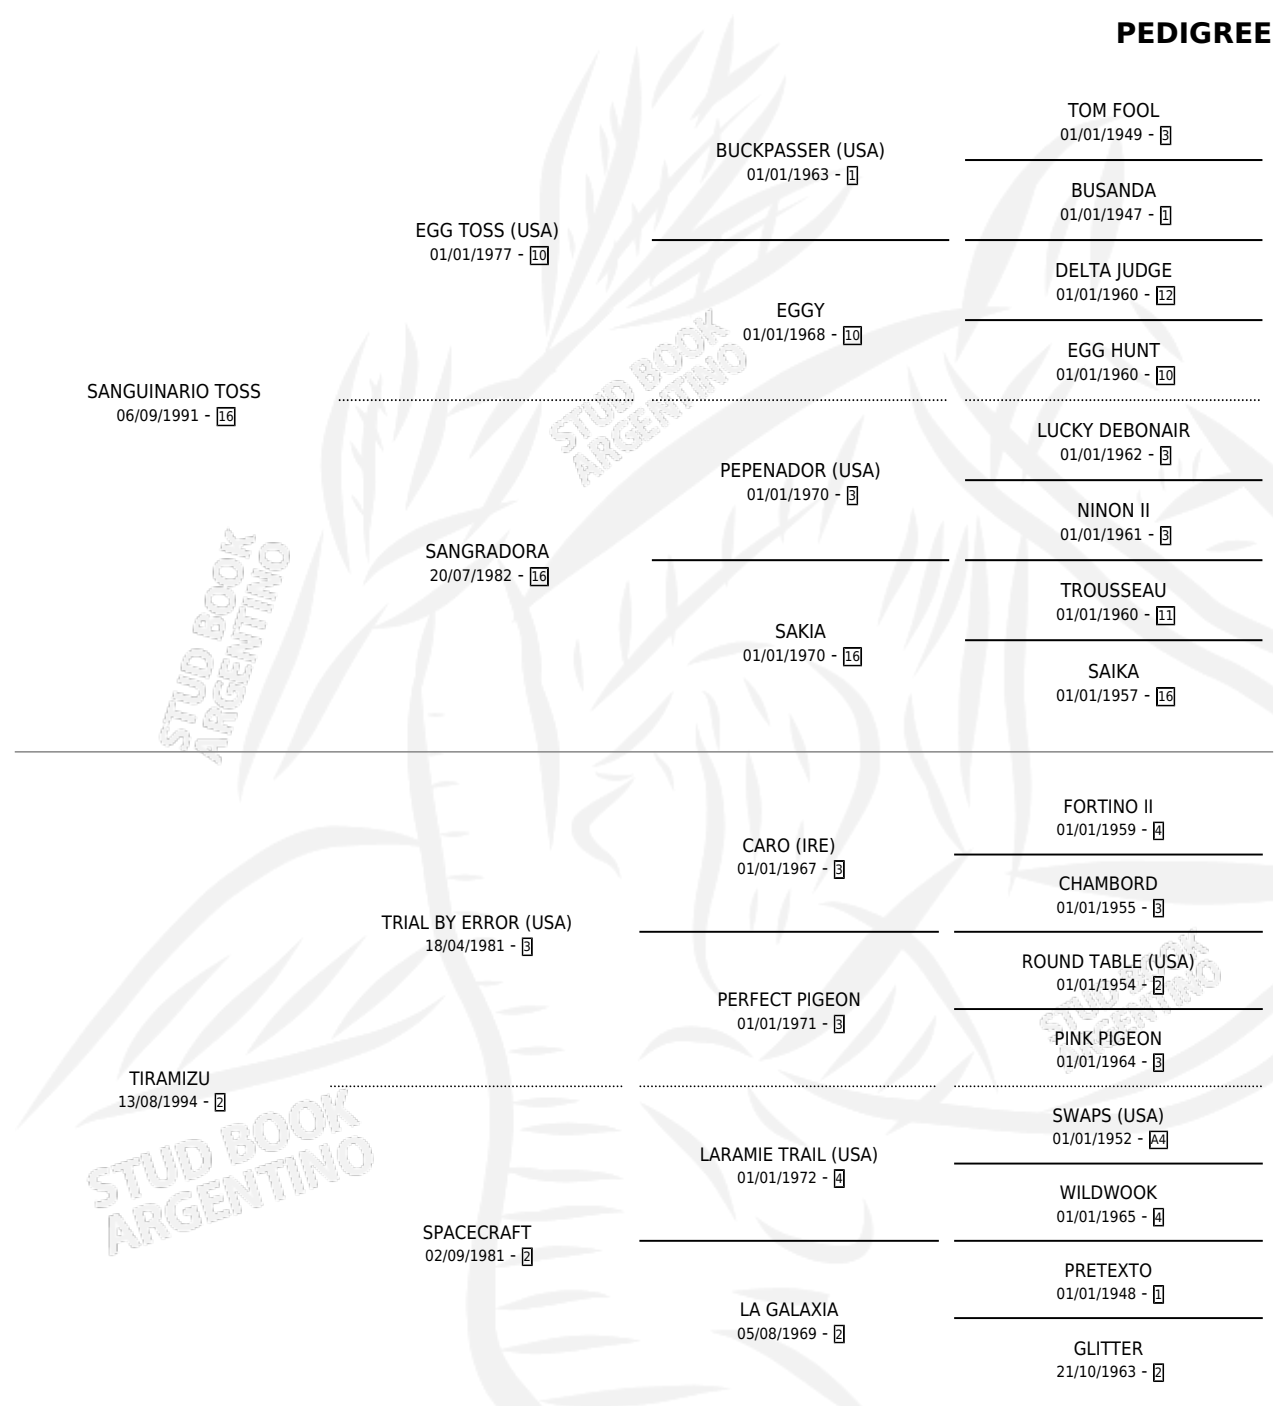 PEDIGREE
TOM FOOL
01/01/1949 - 3
BUCKPASSER (USA)
01/01/1963 - 1
BUSANDA
01/01/1947 - 1
EGG TOSS (USA)
01/01/1977 - 10
DELTA JUDGE
01/01/1960 - 12
EGGY
01/01/1968 - 10
EGG HUNT
01/01/1960 - 10
SANGUINARIO TOSS
06/09/1991 - 16
LUCKY DEBONAIR
01/01/1962 - 3
PEPENADOR (USA)
01/01/1970 - 3
NINON II
01/01/1961 - 3
SANGRADORA
20/07/1982 - 16
TROUSSEAU
01/01/1960 - 11
SAKIA
01/01/1970 - 16
SAIKA
01/01/1957 - 16
FORTINO II
01/01/1959 - 4
CARO (IRE)
01/01/1967 - 3
CHAMBORD
01/01/1955 - 3
TRIAL BY ERROR (USA)
18/04/1981 - 3
ROUND TABLE (USA)
01/01/1954 - 2
PERFECT PIGEON
01/01/1971 - 3
PINK PIGEON
01/01/1964 - 3
TIRAMIZU
13/08/1994 - 2
SWAPS (USA)
01/01/1952 - A4
LARAMIE TRAIL (USA)
01/01/1972 - 4
WILDWOOK
01/01/1965 - 4
SPACECRAFT
02/09/1981 - 2
PRETEXTO
01/01/1948 - 1
LA GALAXIA
05/08/1969 - 2
GLITTER
21/10/1963 - 2
STUD BOOK
ARGENTINO
STUD BOOK
ARGENTINO
STUD BOOK
ARGENTINO
STUD BOOK
ARGENTINO